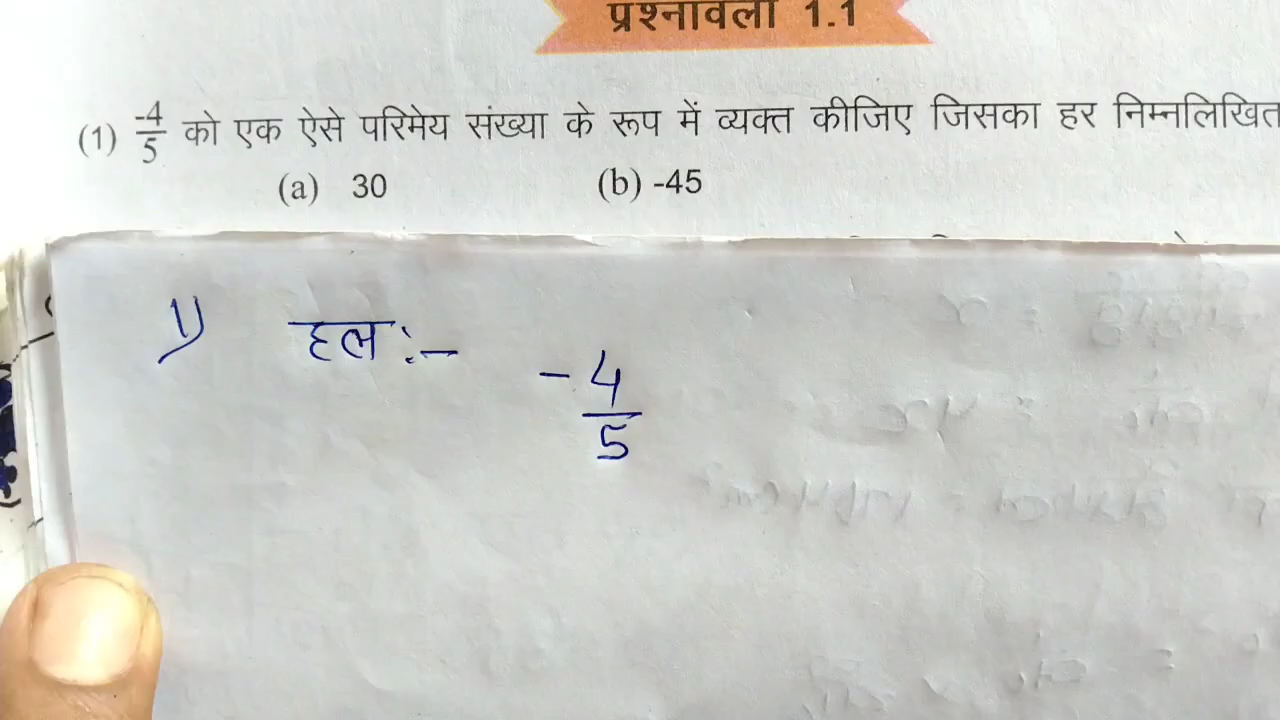 प्रश्नावली 1.1
(1) -4/5 को एक ऐसे परिमेय संख्या के रूप में व्यक्त कीजिए जिसका हर निम्नलिखित
(a) 30 (b) -45
1) हल :- -4/5